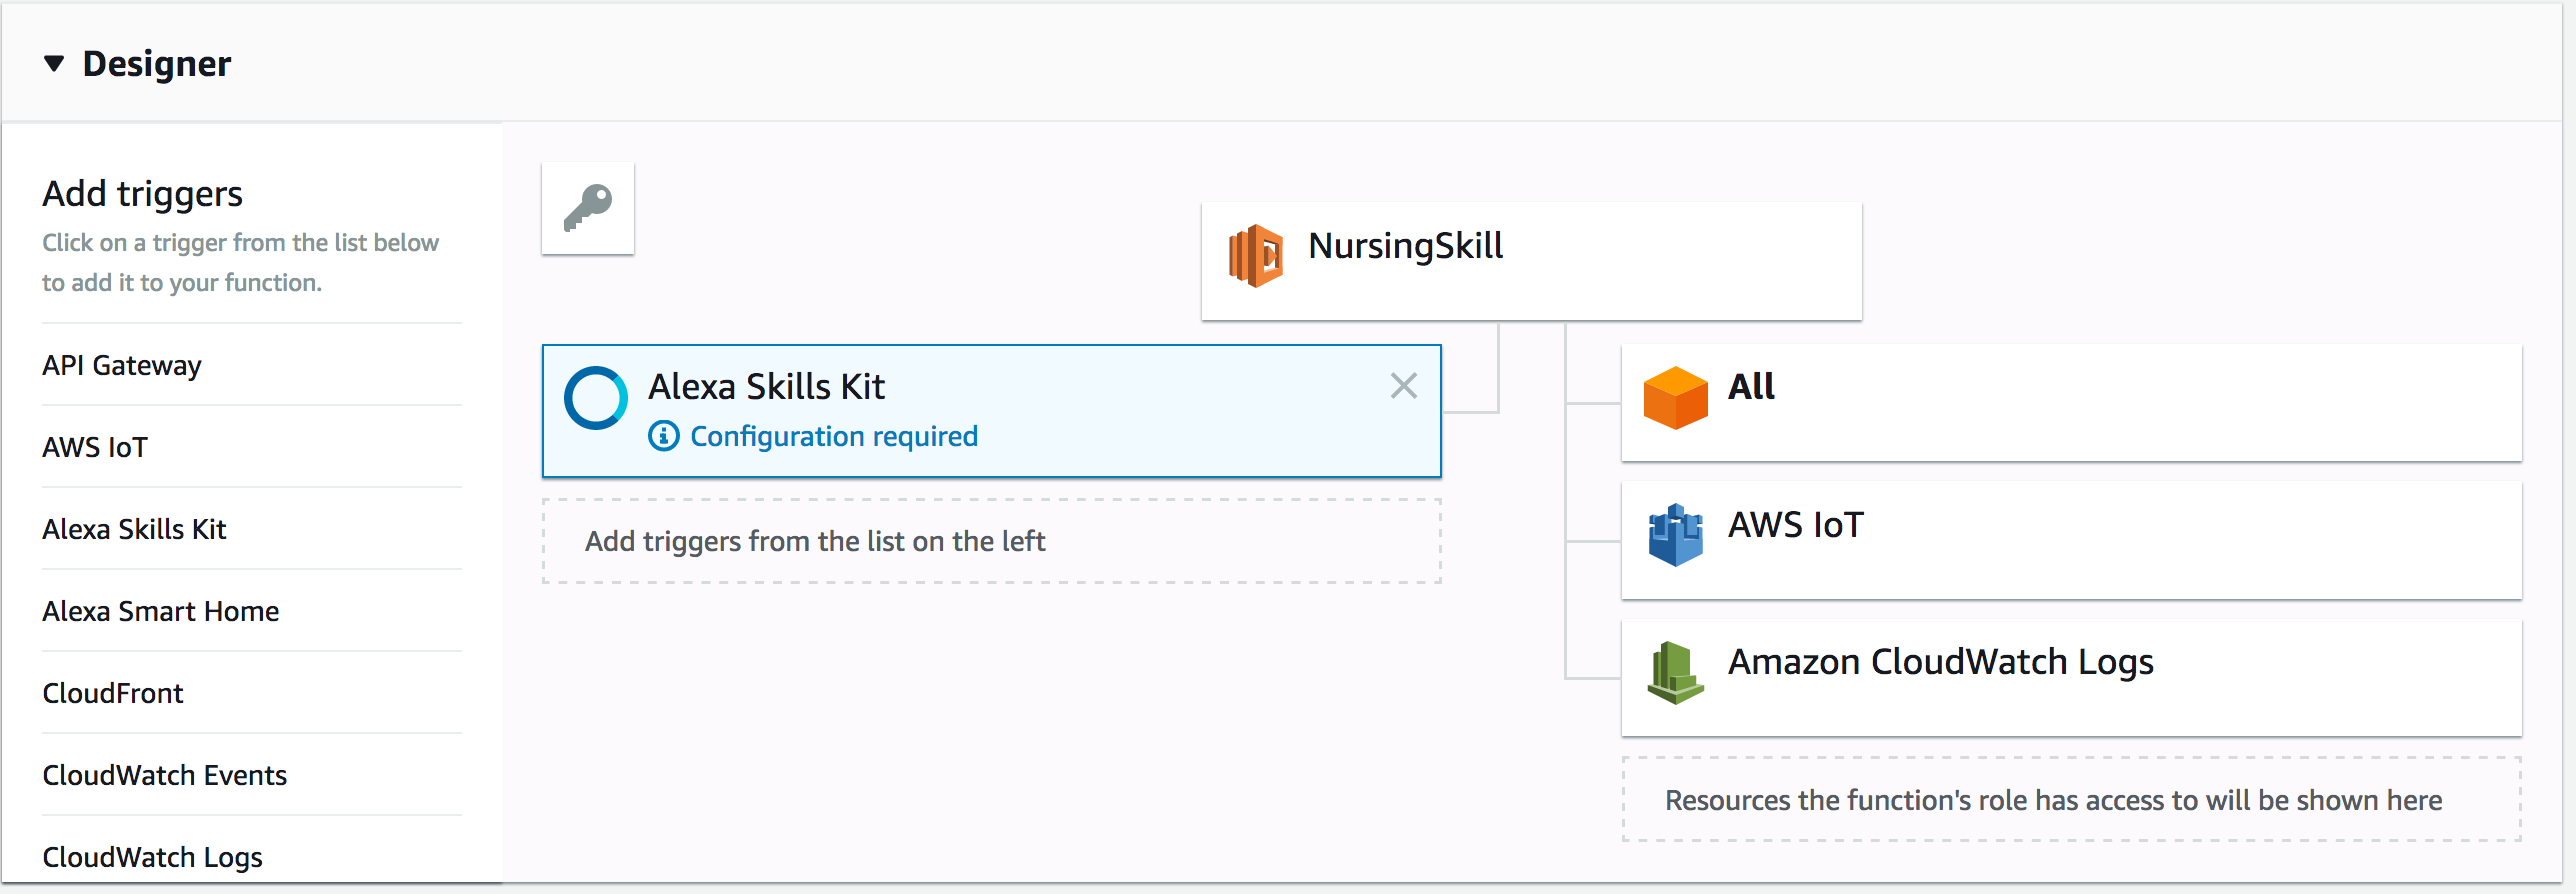 Designer
Add triggers
Click on a trigger from the list below
to add it to your function.
API Gateway
AWS IoT
Alexa Skills Kit
Alexa Smart Home
CloudFront
CloudWatch Events
CloudWatch Logs
NursingSkill
Alexa Skills Kit
Configuration required
Add triggers from the list on the left
All
AWS IoT
Amazon CloudWatch Logs
Resources the function's role has access to will be shown here